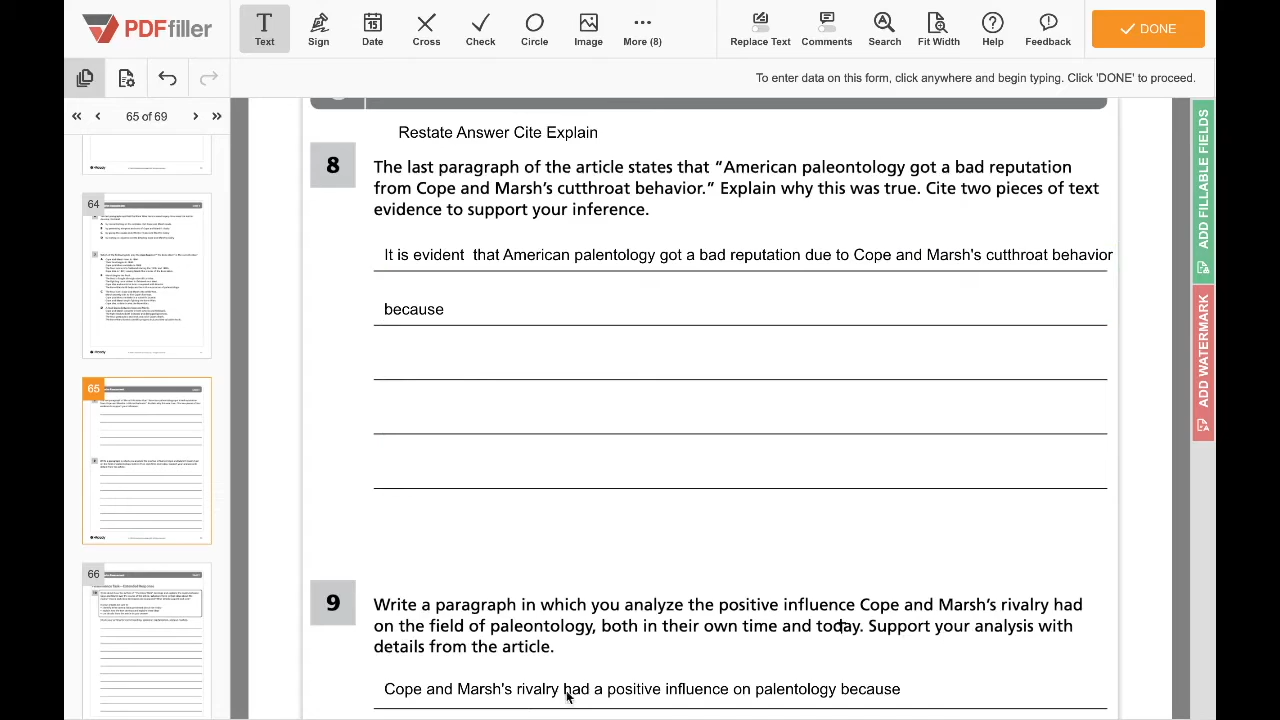 PDFfiller
Text
Sign
Date
Cross
Check
Circle
Image
More (8)
Replace Text
Comments
Search
Fit Width
Help
Feedback
DONE
To enter data on this form, click anywhere and begin typing. Click 'DONE' to proceed.
65 of 69
64
65
66
ADD FILLABLE FIELDS
ADD WATERMARK
Restate Answer Cite Explain
8
The last paragraph of the article states that “American paleontology got a bad reputation
from Cope and Marsh’s cutthroat behavior.” Explain why this was true. Cite two pieces of text
evidence to support your inference.
It is evident that American palentology got a bad reputation due to Cope and Marsh's cutthroat behavior
because
9
Write a paragraph in which you analyze the positive influence Cope and Marsh’s rivalry had
on the field of paleontology, both in their own time and today. Support your analysis with
details from the article.
Cope and Marsh's rivalry had a positive influence on palentology because